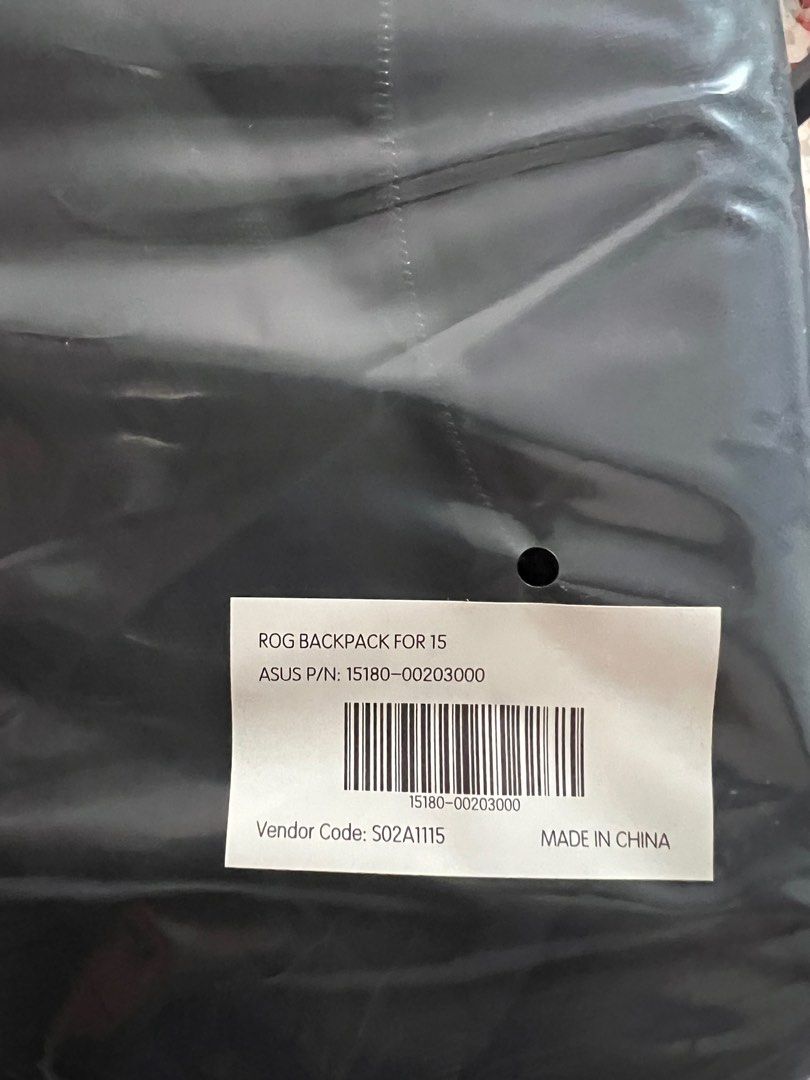 ROG BACKPACK FOR 15
ASUS P/N: 15180-00203000
15180-00203000
Vendor Code: S02A1115 MADE IN CHINA